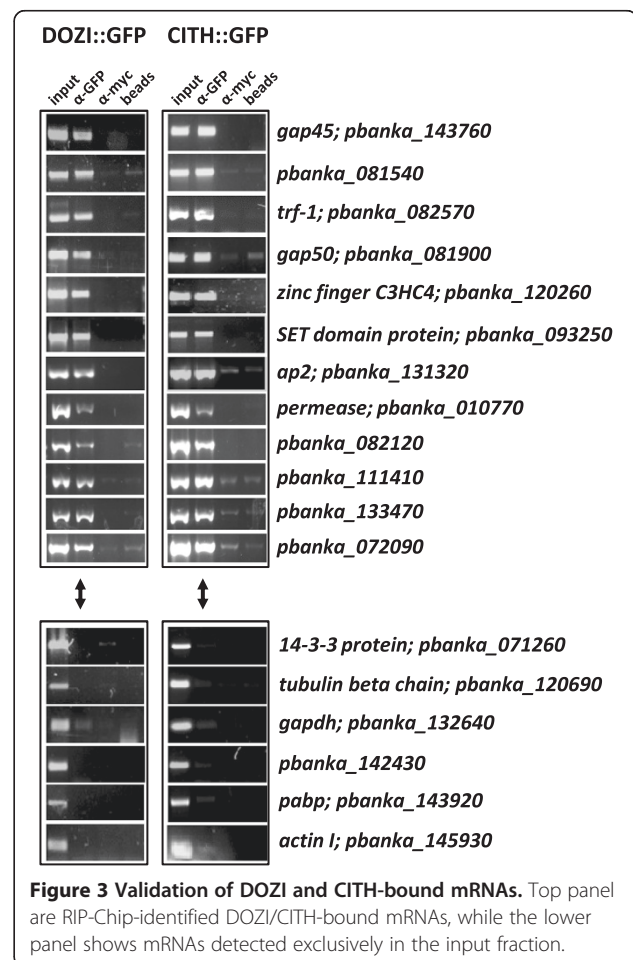 DOZI::GFP CITH::GFP
input α-GFP α-myc beads input α-GFP α-myc beads
gap45; pbanka_143760
pbanka_081540
trf-1; pbanka_082570
gap50; pbanka_081900
zinc finger C3HC4; pbanka_120260
SET domain protein; pbanka_093250
ap2; pbanka_131320
permease; pbanka_010770
pbanka_082120
pbanka_111410
pbanka_133470
pbanka_072090
14-3-3 protein; pbanka_071260
tubulin beta chain; pbanka_120690
gapdh; pbanka_132640
pbanka_142430
pabp; pbanka_143920
actin I; pbanka_145930
Figure 3 Validation of DOZI and CITH-bound mRNAs. Top panel
are RIP-Chip-identified DOZI/CITH-bound mRNAs, while the lower
panel shows mRNAs detected exclusively in the input fraction.